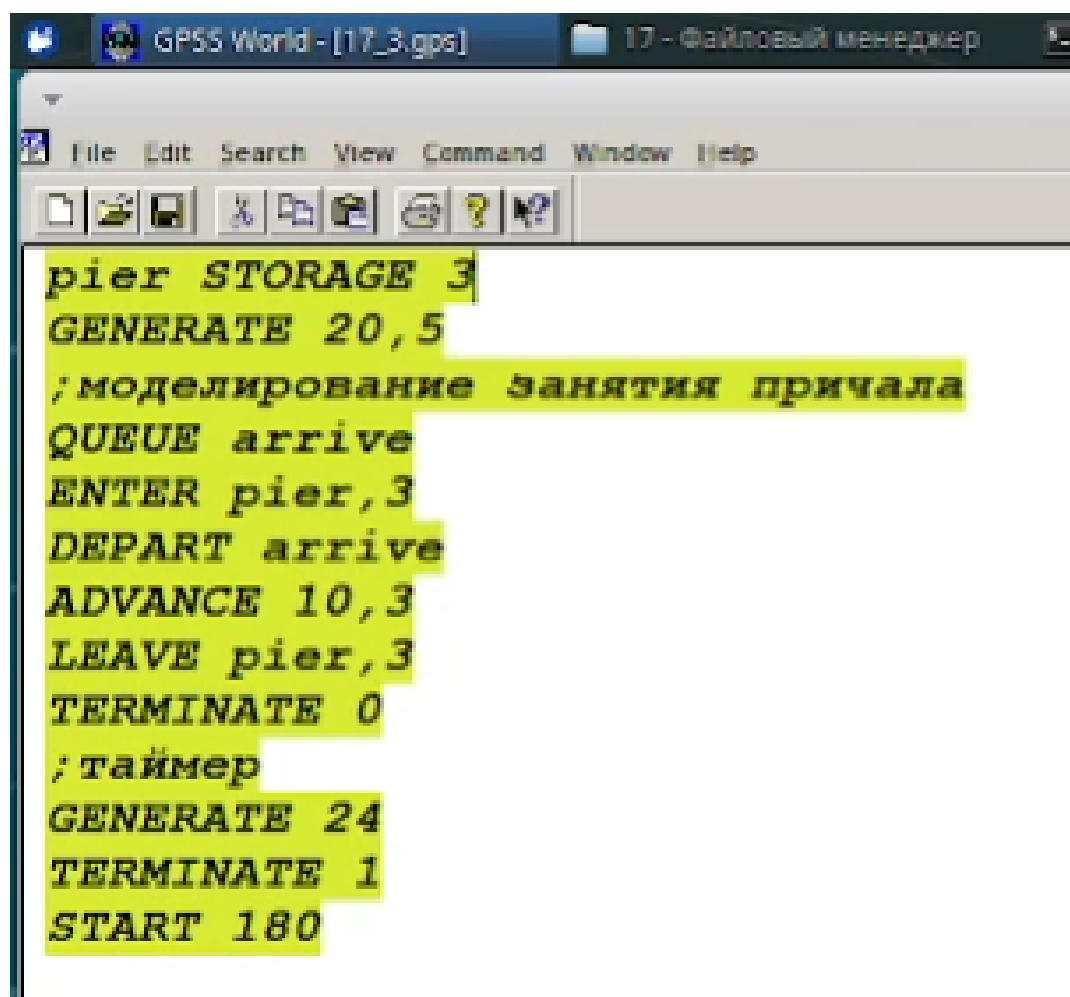 GPSS World - [17_3.gps] 17 - Файловый менеджер
File Edit Search View Command Window Help
pier STORAGE 3
GENERATE 20,5
;моделирование занятия причала
QUEUE arrive
ENTER pier,3
DEPART arrive
ADVANCE 10,3
LEAVE pier,3
TERMINATE 0
;таймер
GENERATE 24
TERMINATE 1
START 180